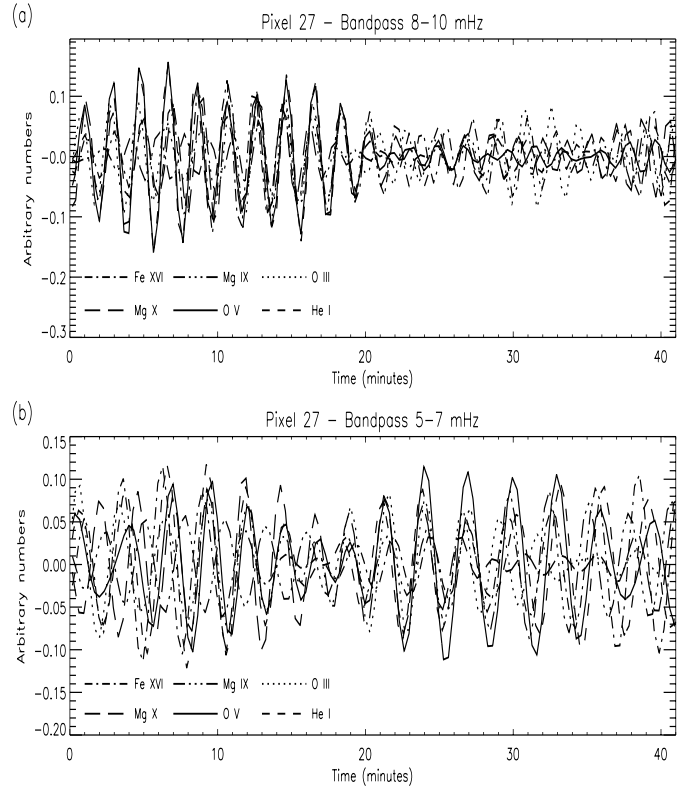 (a)
Pixel 27 – Bandpass 8–10 mHz
Arbitrary numbers
0.1
-0.0
-0.1
-0.2
-0.3
Fe XVI Mg IX O III
Mg X O V He I
0 10 20 30 40
Time (minutes)
(b)
Pixel 27 – Bandpass 5–7 mHz
Arbitrary numbers
0.15
0.10
0.05
0.00
-0.05
-0.10
-0.15
-0.20
Fe XVI Mg IX O III
Mg X O V He I
0 10 20 30 40
Time (minutes)